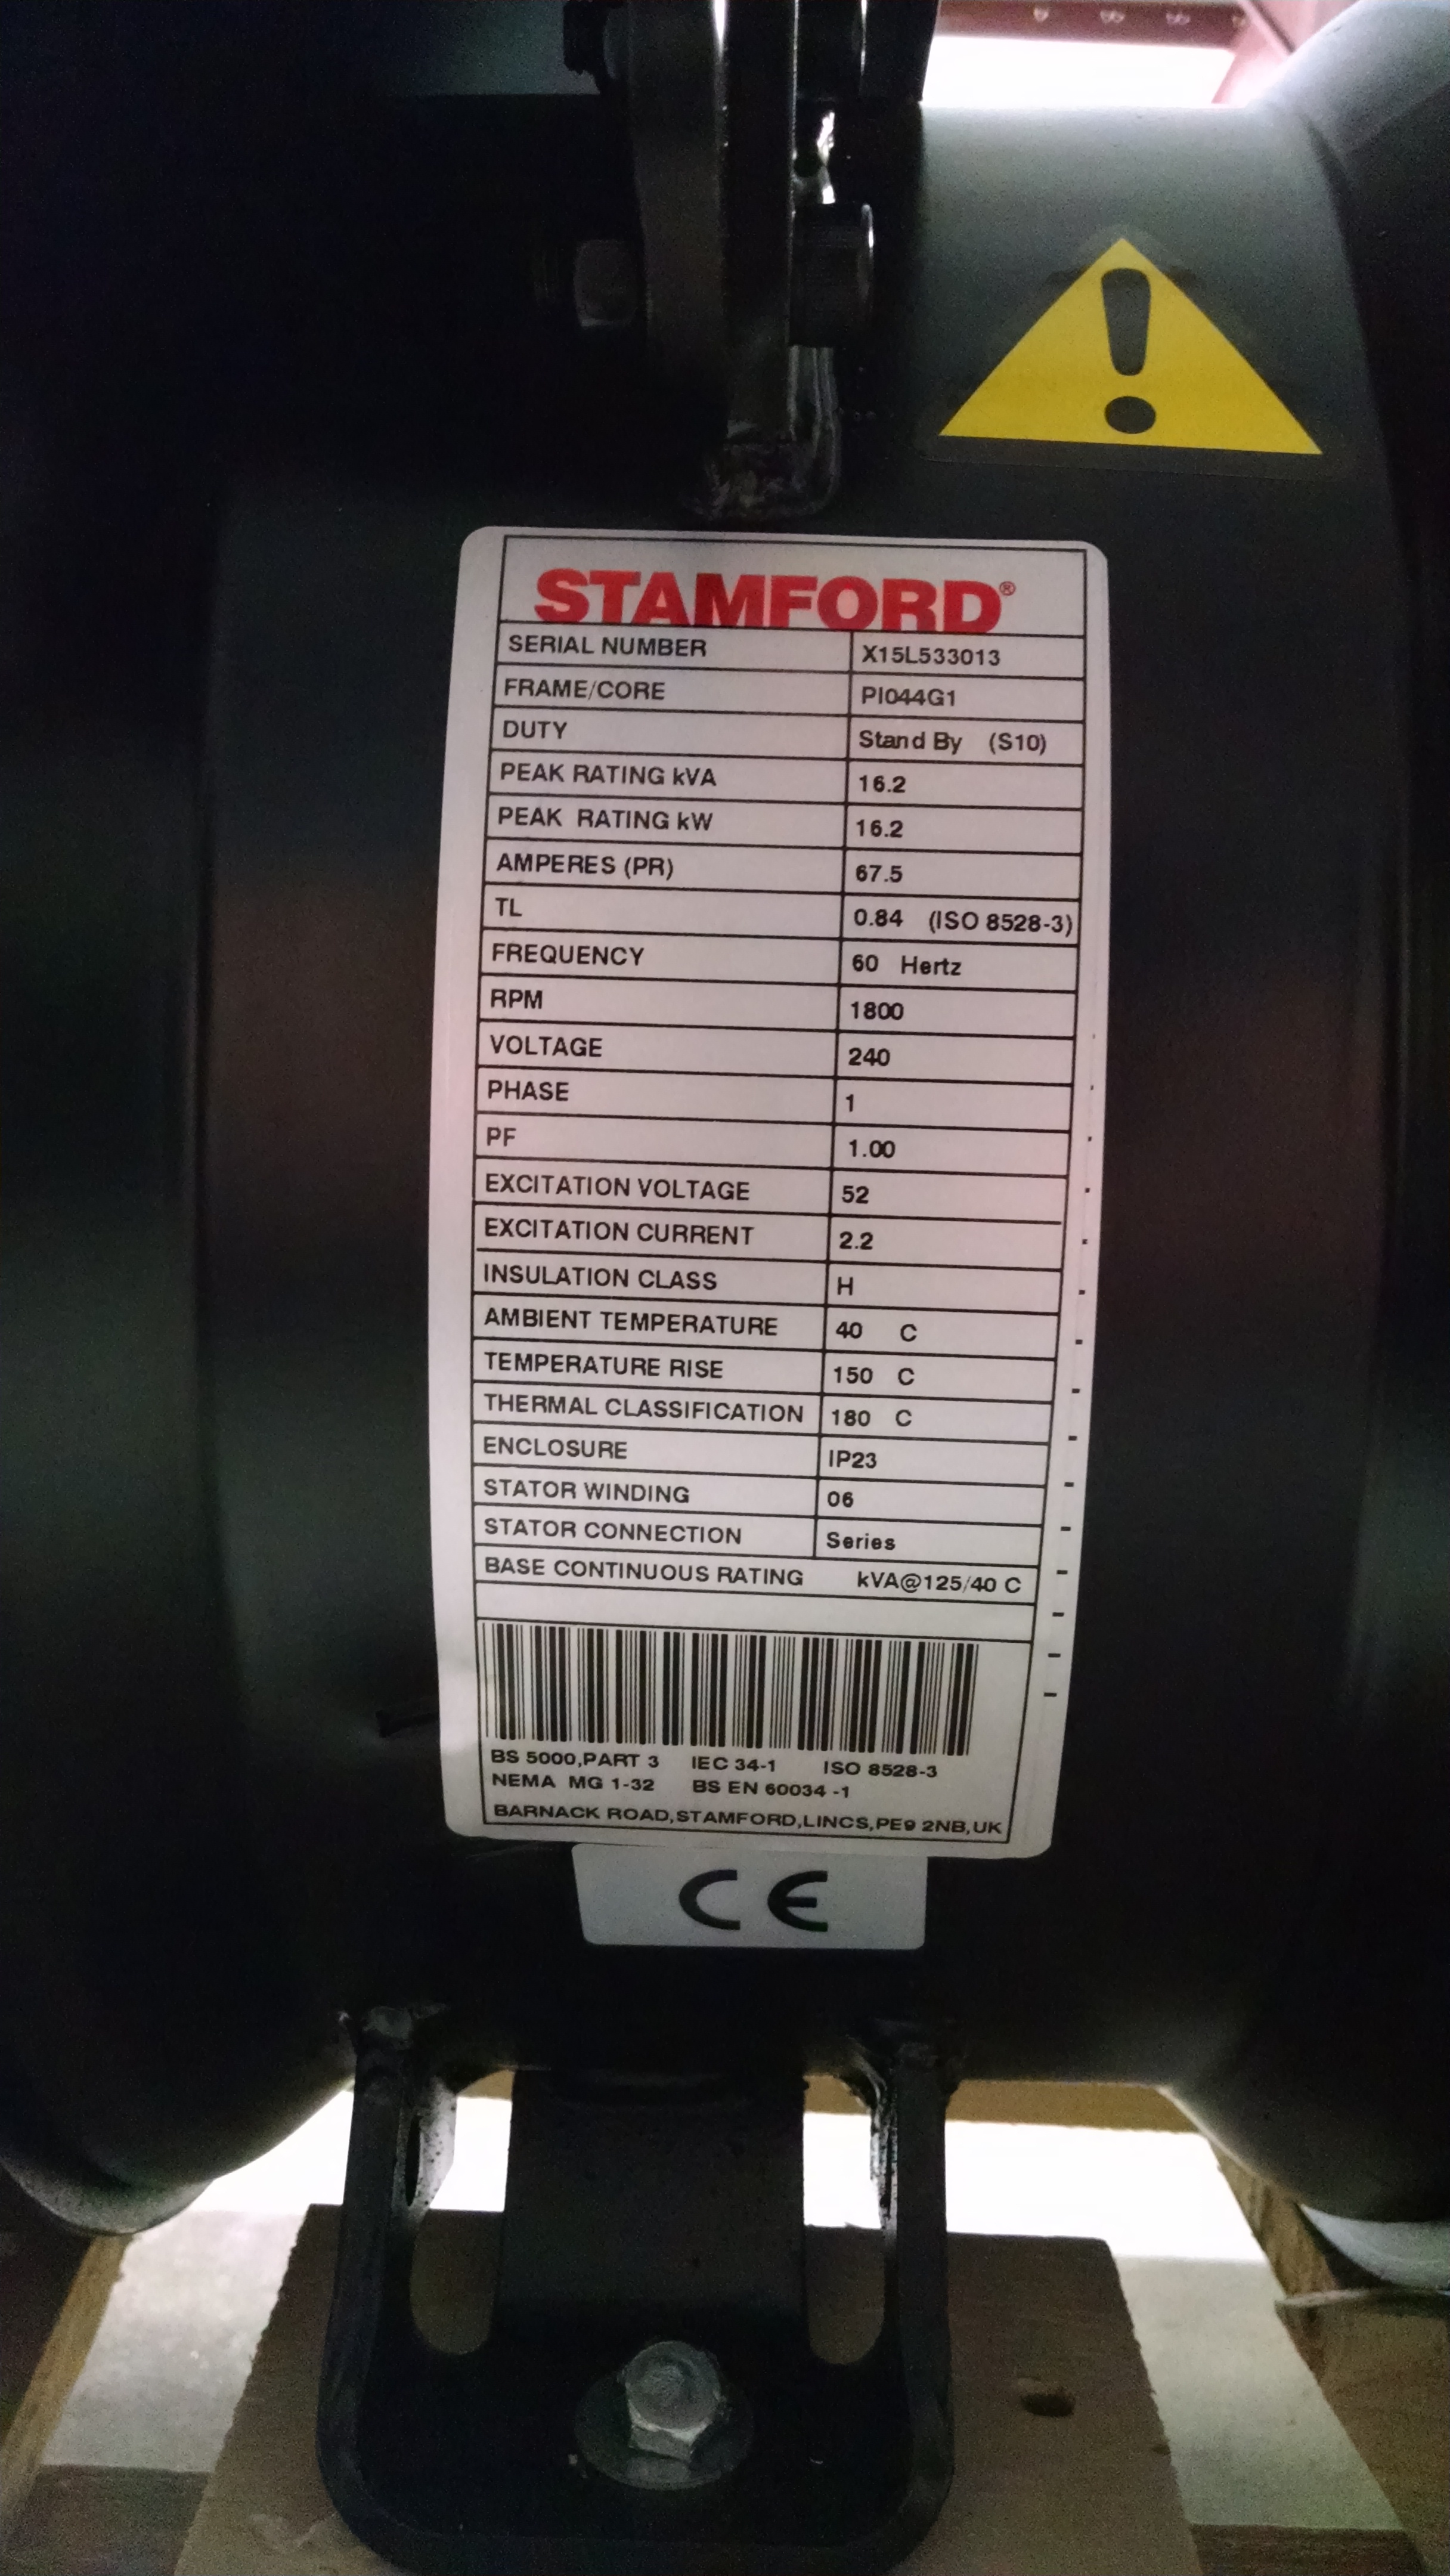 STAMFORD®
SERIAL NUMBER X15L533013
FRAME/CORE PI044G1
DUTY Stand By (S10)
PEAK RATING kVA 16.2
PEAK RATING kW 16.2
AMPERES (PR) 67.5
TL 0.84 (ISO 8528-3)
FREQUENCY 60 Hertz
RPM 1800
VOLTAGE 240
PHASE 1
PF 1.00
EXCITATION VOLTAGE 52
EXCITATION CURRENT 2.2
INSULATION CLASS H
AMBIENT TEMPERATURE 40 C
TEMPERATURE RISE 150 C
THERMAL CLASSIFICATION 180 C
ENCLOSURE IP23
STATOR WINDING 06
STATOR CONNECTION Series
BASE CONTINUOUS RATING kVA@125/40 C
BS 5000,PART 3 IEC 34-1 ISO 8528-3
NEMA MG 1-32 BS EN 60034 -1
BARNACK ROAD,STAMFORD,LINCS,PE9 2NB,UK
CE